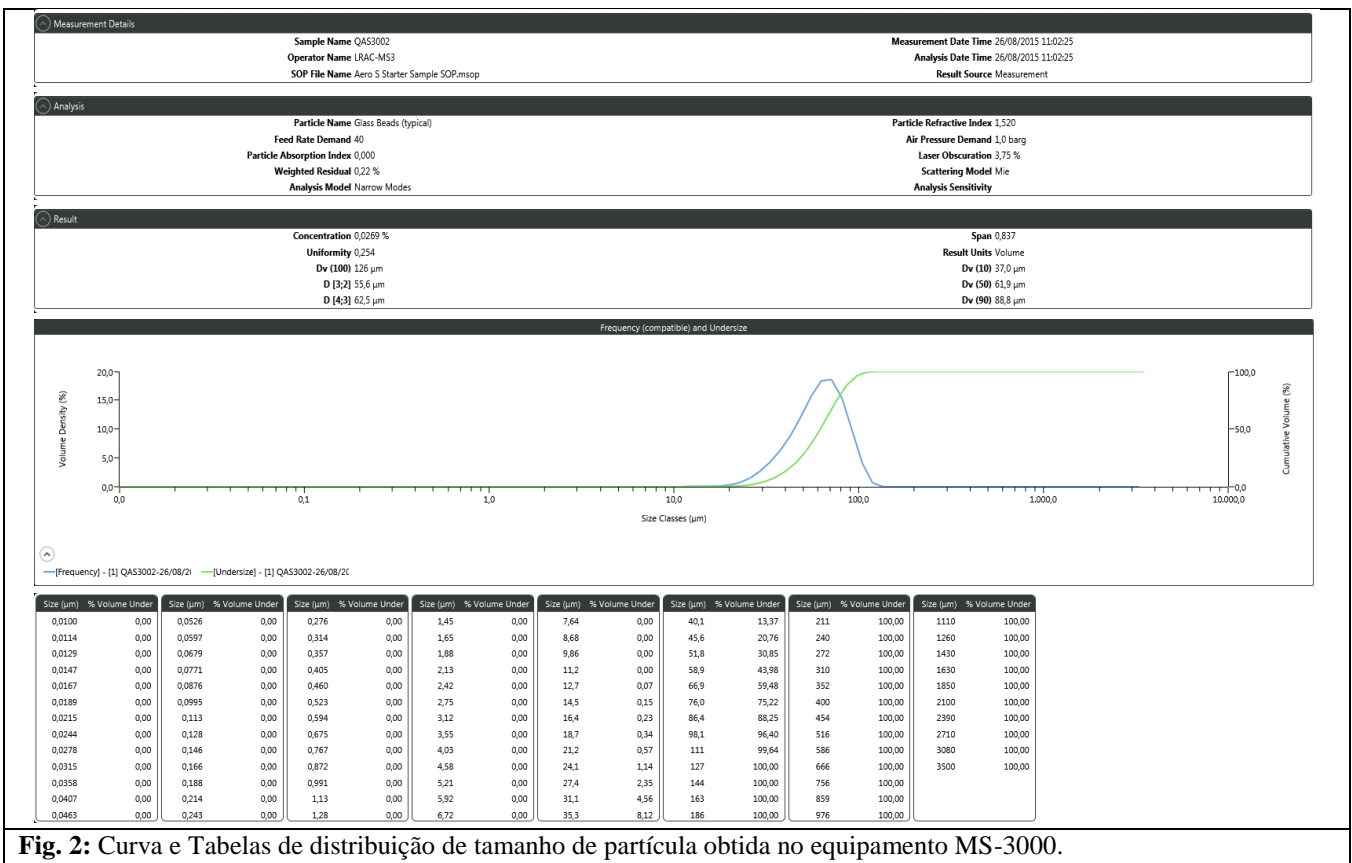 Measurement Details
Sample Name QAS3002 Measurement Date Time 26/08/2015 11:02:25
Operator Name LRAC-MS3 Analysis Date Time 26/08/2015 11:02:25
SOP File Name Aero S Starter Sample SOP.msop Result Source Measurement
Analysis
Particle Name Glass Beads (typical) Particle Refractive Index 1,520
Feed Rate Demand 40 Air Pressure Demand 1,0 barg
Particle Absorption Index 0,000 Laser Obscuration 3,75 %
Weighted Residual 0,22 % Scattering Model Mie
Analysis Model Narrow Modes Analysis Sensitivity
Result
Concentration 0,0269 % Span 0,837
Uniformity 0,254 Result Units Volume
Dv (100) 126 µm Dv (10) 37,0 µm
D [3;2] 55,6 µm Dv (50) 61,9 µm
D [4;3] 62,5 µm Dv (90) 88,8 µm
Frequency (compatible) and Undersize
Volume Density (%)
20,0
15,0
10,0
5,0
0,0
100,0
50,0
0,0
Cumulative Volume (%)
0,0 0,1 1,0 10,0 100,0 1.000,0 10.000,0
Size Classes (µm)
[Frequency] - [1] QAS3002-26/08/20 [Undersize] - [1] QAS3002-26/08/20
Size (µm) % Volume Under Size (µm) % Volume Under Size (µm) % Volume Under Size (µm) % Volume Under Size (µm) % Volume Under Size (µm) % Volume Under Size (µm) % Volume Under Size (µm) % Volume Under
0,0100 0,00 0,0526 0,00 0,276 0,00 1,45 0,00 7,64 0,00 40,1 13,37 211 100,00 1110 100,00
0,0114 0,00 0,0597 0,00 0,314 0,00 1,65 0,00 8,68 0,00 45,6 20,76 240 100,00 1260 100,00
0,0129 0,00 0,0679 0,00 0,357 0,00 1,88 0,00 9,86 0,00 51,8 30,85 272 100,00 1430 100,00
0,0147 0,00 0,0771 0,00 0,405 0,00 2,13 0,00 11,2 0,00 58,9 43,98 310 100,00 1630 100,00
0,0167 0,00 0,0876 0,00 0,460 0,00 2,42 0,00 12,7 0,07 66,9 59,48 352 100,00 1850 100,00
0,0189 0,00 0,0995 0,00 0,523 0,00 2,75 0,00 14,5 0,15 76,0 75,22 400 100,00 2100 100,00
0,0215 0,00 0,113 0,00 0,594 0,00 3,12 0,00 16,4 0,23 86,4 88,25 454 100,00 2390 100,00
0,0244 0,00 0,128 0,00 0,675 0,00 3,55 0,00 18,7 0,34 98,1 96,40 516 100,00 2710 100,00
0,0278 0,00 0,146 0,00 0,767 0,00 4,03 0,00 21,2 0,57 111 99,64 586 100,00 3080 100,00
0,0315 0,00 0,166 0,00 0,872 0,00 4,58 0,00 24,1 1,14 127 100,00 666 100,00 3500 100,00
0,0358 0,00 0,188 0,00 0,991 0,00 5,21 0,00 27,4 2,35 144 100,00 756 100,00
0,0407 0,00 0,214 0,00 1,13 0,00 5,92 0,00 31,1 4,56 163 100,00 859 100,00
0,0463 0,00 0,243 0,00 1,28 0,00 6,72 0,00 35,3 8,12 186 100,00 976 100,00
Fig. 2: Curva e Tabelas de distribuição de tamanho de partícula obtida no equipamento MS-3000.